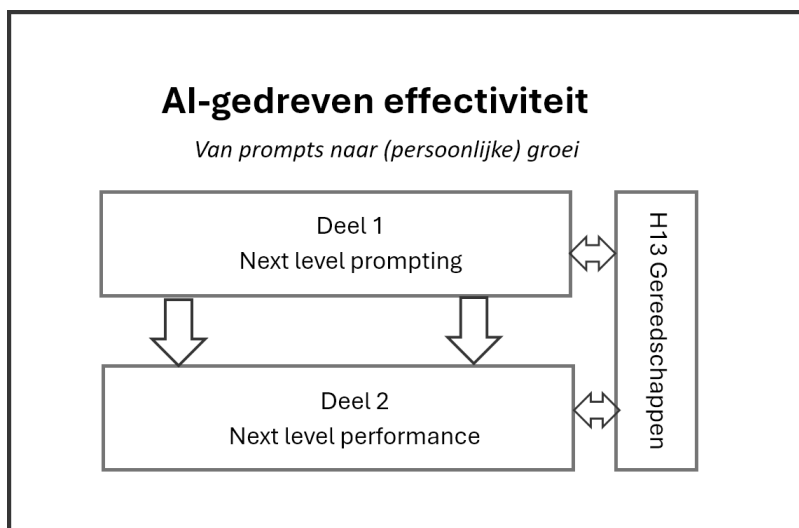 AI-gedreven effectiviteit
Van prompts naar (persoonlijke) groei
Deel 1
Next level prompting
H13 Gereedschappen
Deel 2
Next level performance